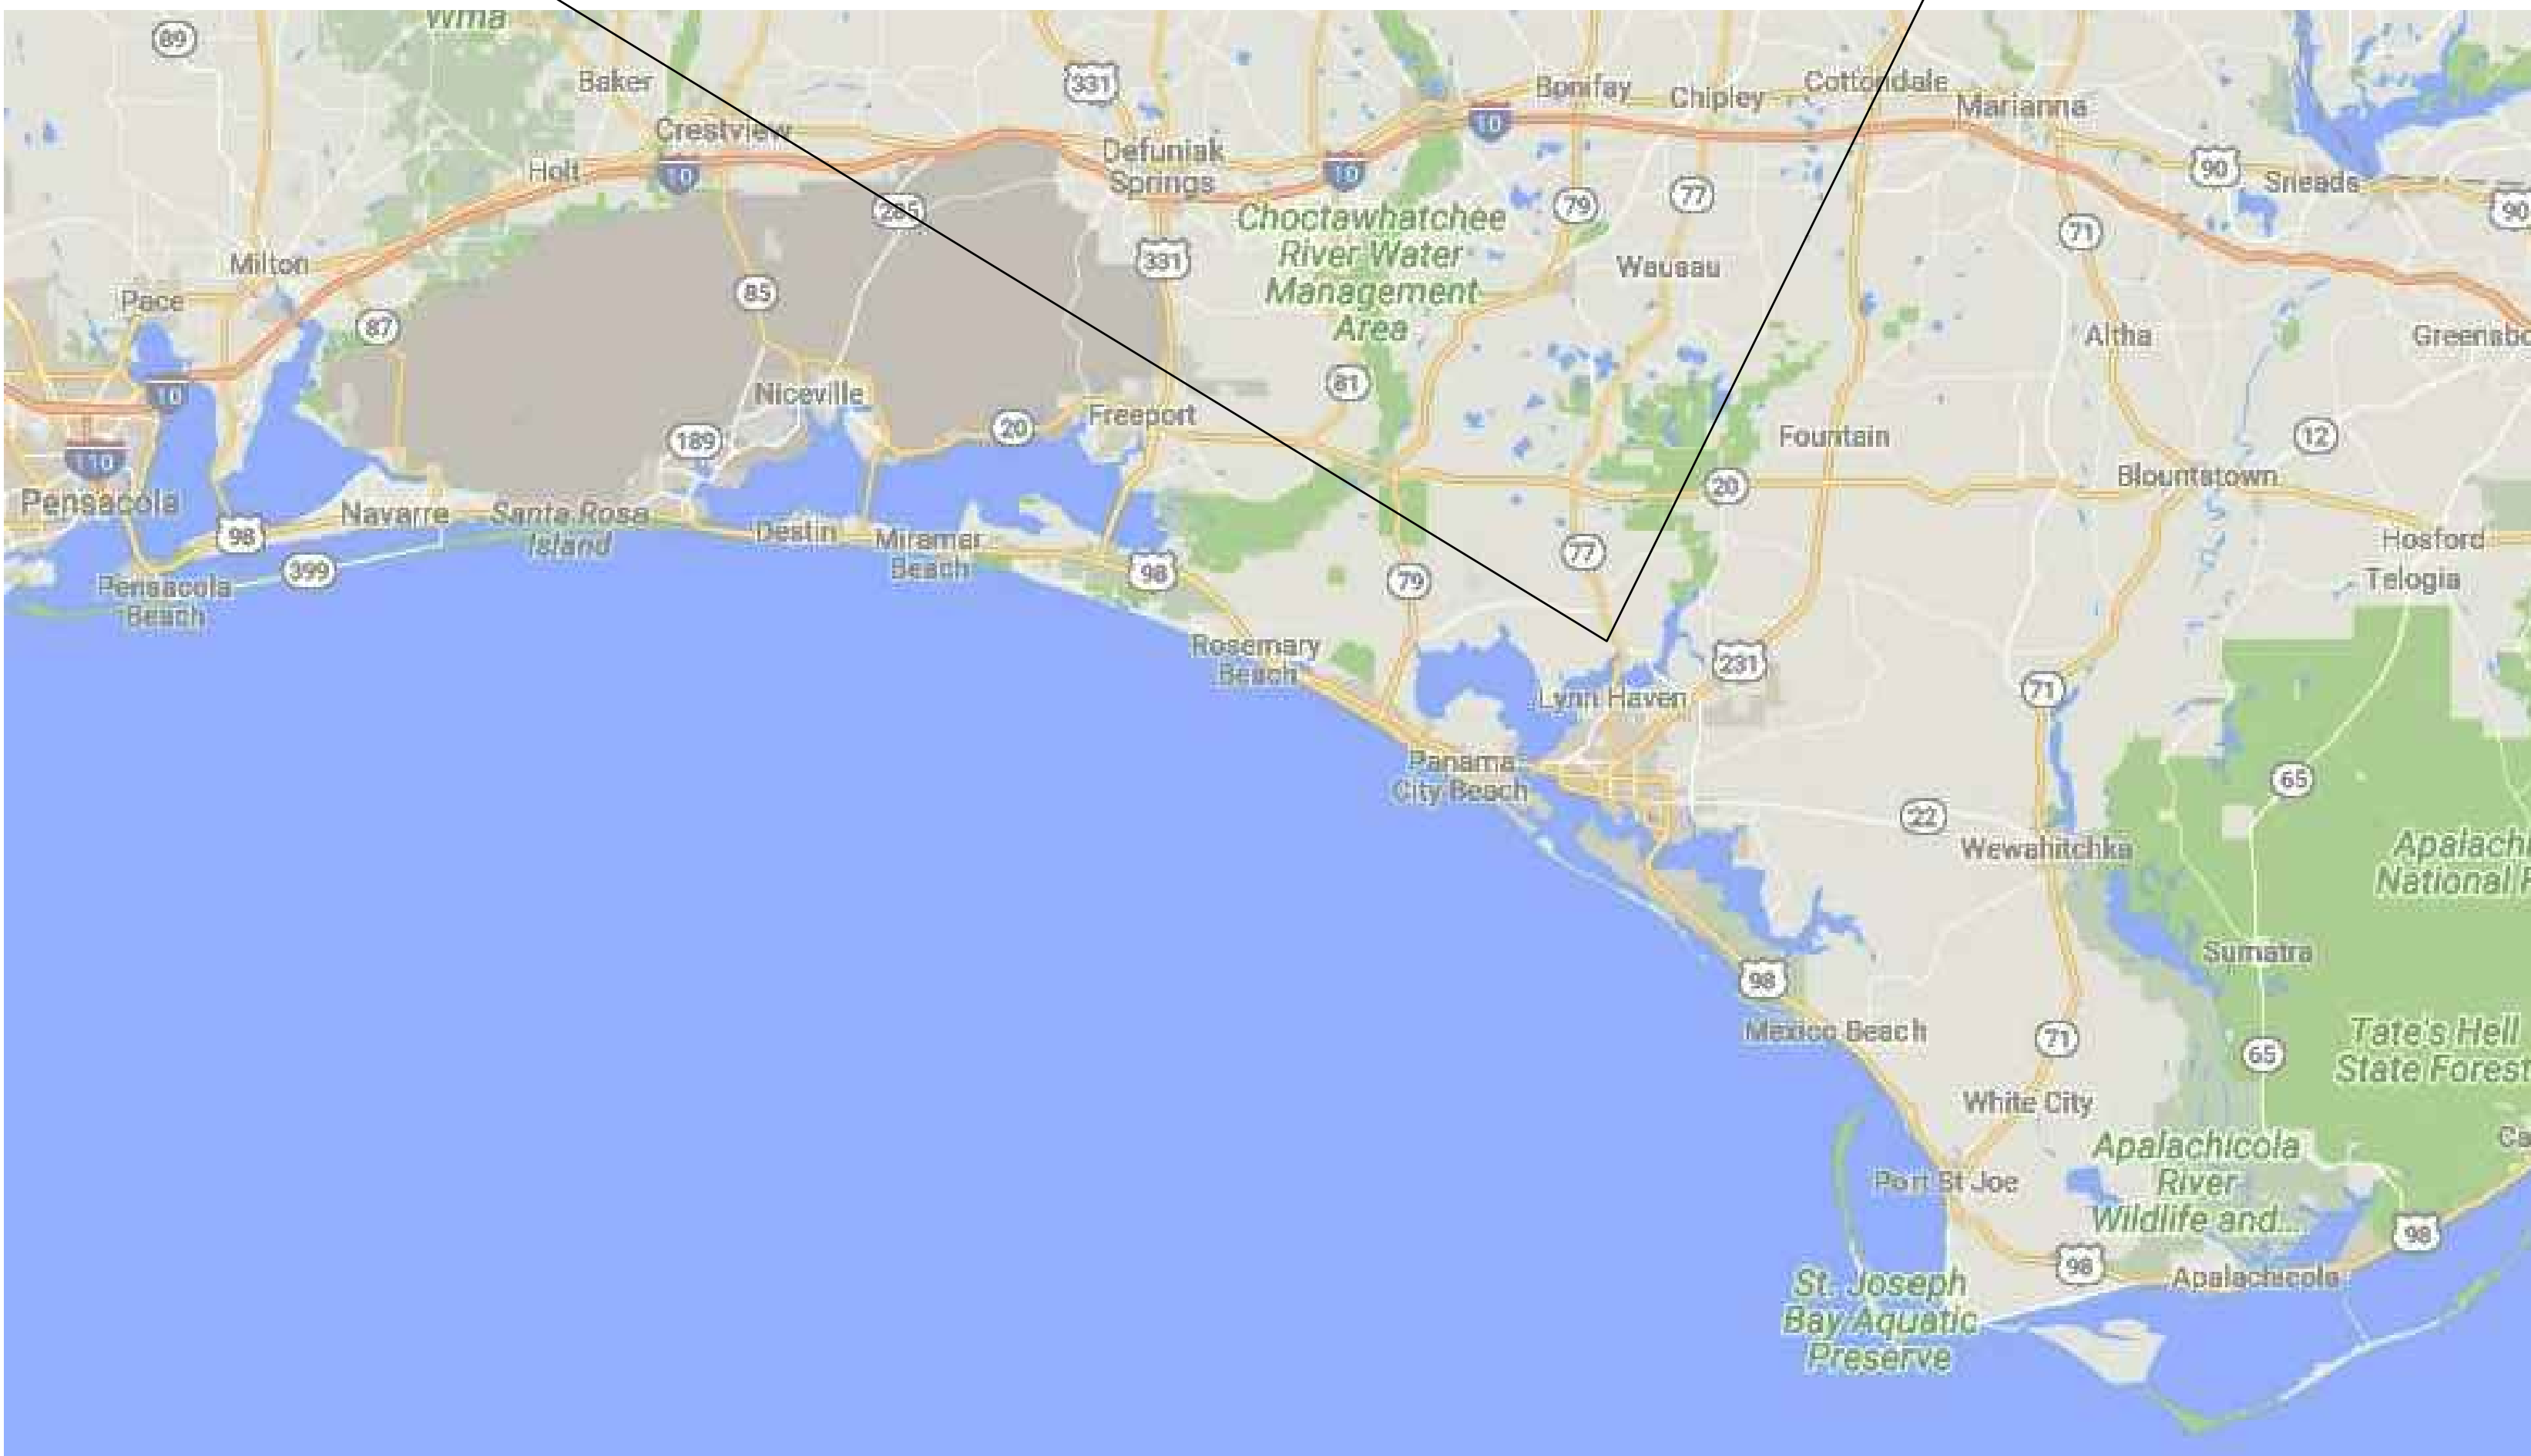 Wma
89
Baker
331
Bonifay
Chipley
Cottondale
Marianna
Crestview
10
Holt
10
Defuniak
Springs
10
90
Sneads
90
285
Choctawhatchee
River Water
Management
Area
79
77
71
Milton
331
Wausau
Pace
85
87
Altha
Greensbo
10
Niceville
81
Freeport
189
20
Fountain
12
110
Pensacola
Navarre
Santa Rosa
Island
20
Blountstown
98
Destin
Miramar
Beach
77
Hosford
399
98
79
Telogia
Pensacola
Beach
Rosemary
Beach
231
Lynn Haven
71
Panama
City Beach
65
22
Wewahitchka
Apalachi
National F
Sumatra
98
Mexico Beach
71
65
Tate's Hell
State Forest
White City
Ca
Apalachicola
River
Wildlife and...
Port St Joe
98
98
Apalachicola
St. Joseph
Bay Aquatic
Preserve